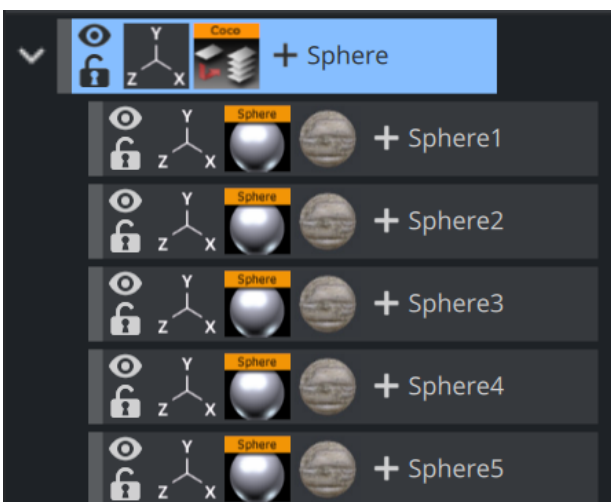 Y Coco
Z X + Sphere
Y Sphere
Z X + Sphere1
Y Sphere
Z X + Sphere2
Y Sphere
Z X + Sphere3
Y Sphere
Z X + Sphere4
Y Sphere
Z X + Sphere5